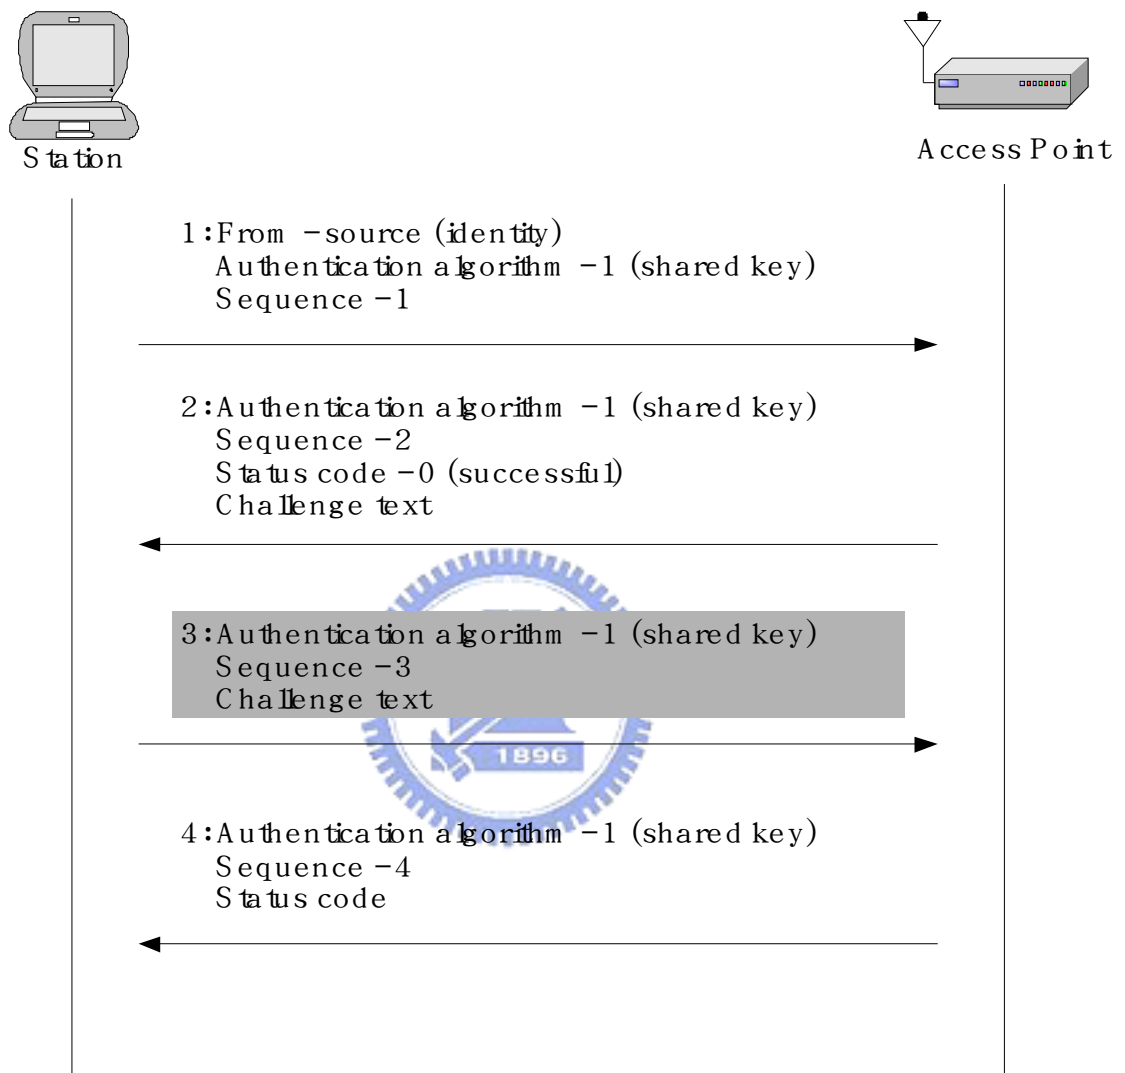 Station
Access Point
1:From -source (identity)
Authentication algorithm -1 (shared key)
Sequence -1
2:Authentication algorithm -1 (shared key)
Sequence -2
Status code -0 (successful)
Challenge text
3:Authentication algorithm -1 (shared key)
Sequence -3
Challenge text
1896
4:Authentication algorithm -1 (shared key)
Sequence -4
Status code